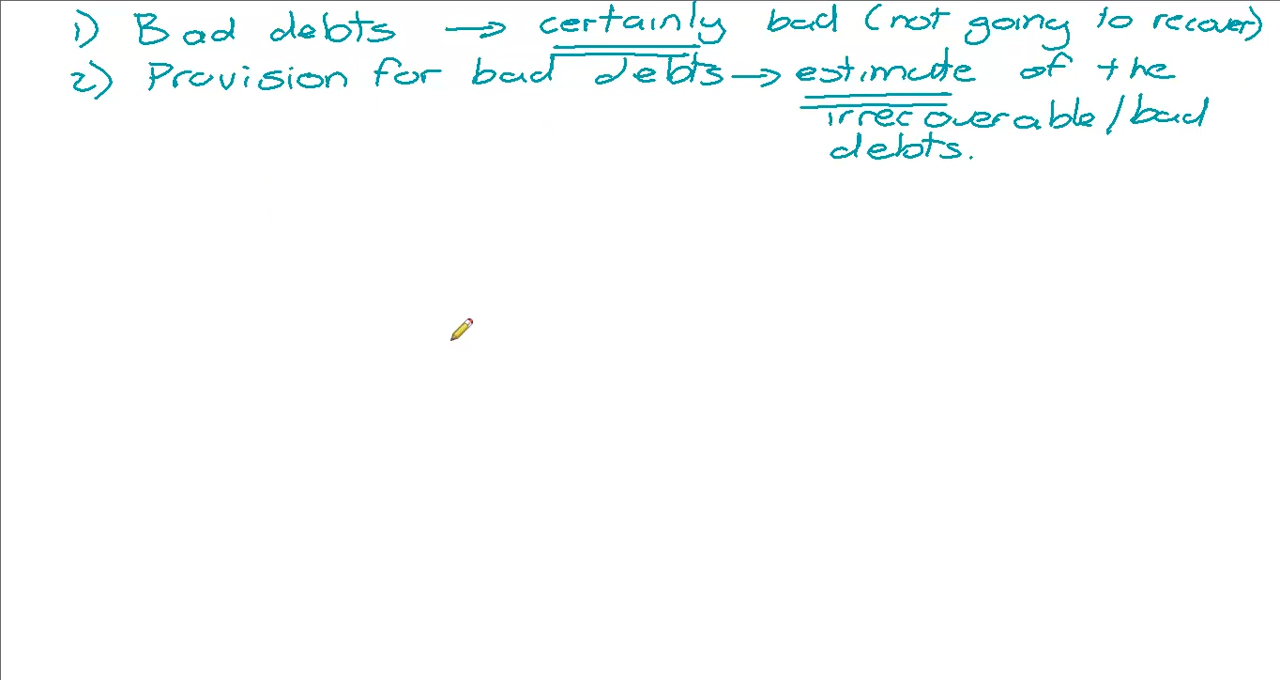 1) Bad debts → certainly bad (not going to recover)
2) Provision for bad debts → estimate of the
irrecoverable/bad
debts.